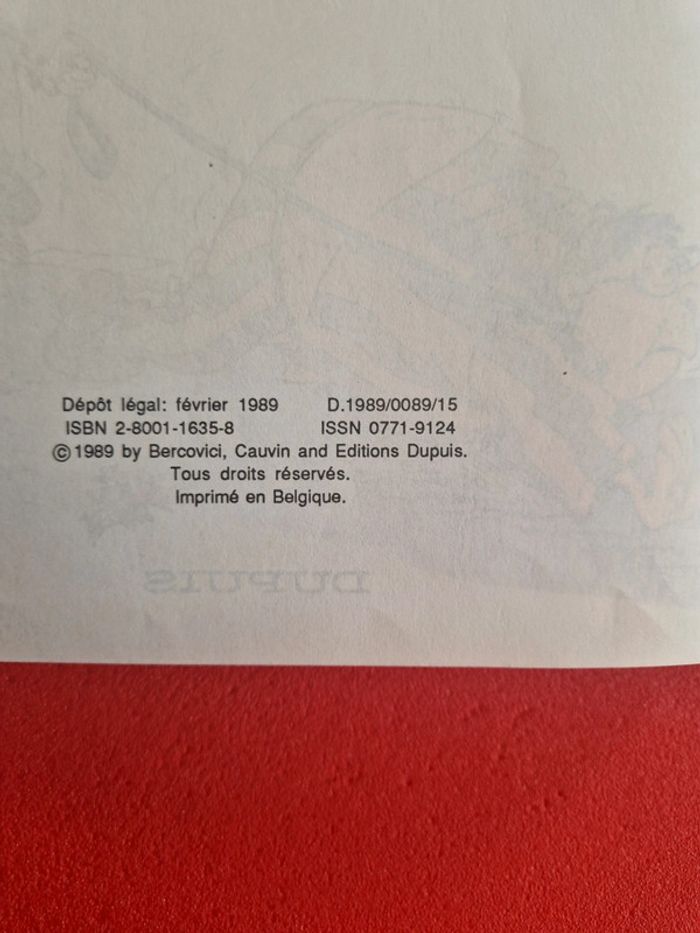 Dépôt légal: février 1989 D.1989/0089/15
ISBN 2-8001-1635-8 ISSN 0771-9124
©1989 by Bercovici, Cauvin and Editions Dupuis.
Tous droits réservés.
Imprimé en Belgique.
DUPUIS